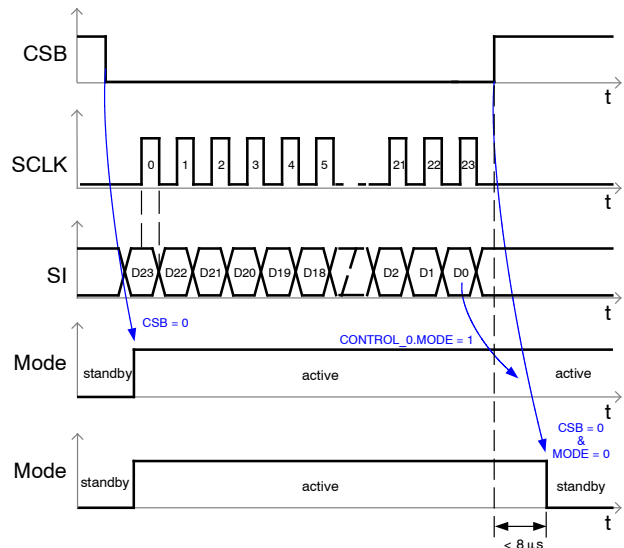 CSB
t
SCLK
0 1 2 3 4 5 21 22 23
t
SI
D23 D22 D21 D20 D19 D18 D2 D1 D0
t
CSB = 0
CONTROL_0.MODE = 1
Mode
standby active active
t
CSB = 0
&
MODE = 0
Mode
standby active standby
t
< 8 μs